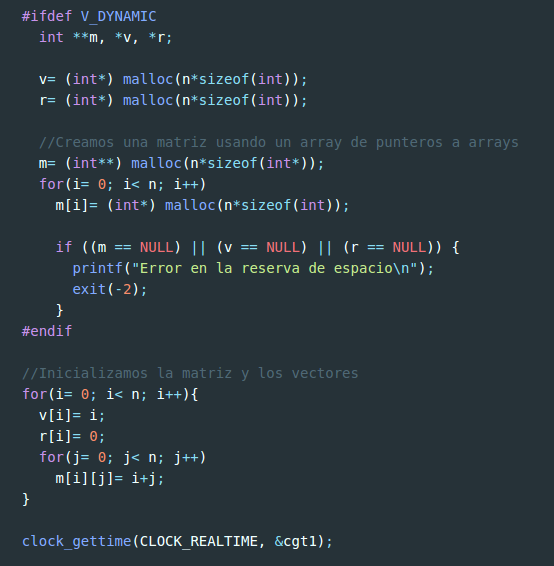 #ifdef V_DYNAMIC
  int **m, *v, *r;

  v= (int*) malloc(n*sizeof(int));
  r= (int*) malloc(n*sizeof(int));

  //Creamos una matriz usando un array de punteros a arrays
  m= (int**) malloc(n*sizeof(int*));
  for(i= 0; i< n; i++)
    m[i]= (int*) malloc(n*sizeof(int));

    if ((m == NULL) || (v == NULL) || (r == NULL)) {
      printf("Error en la reserva de espacio\n");
      exit(-2);
    }
#endif

//Inicializamos la matriz y los vectores
for(i= 0; i< n; i++){
  v[i]= i;
  r[i]= 0;
  for(j= 0; j< n; j++)
    m[i][j]= i+j;
}

clock_gettime(CLOCK_REALTIME, &cgt1);